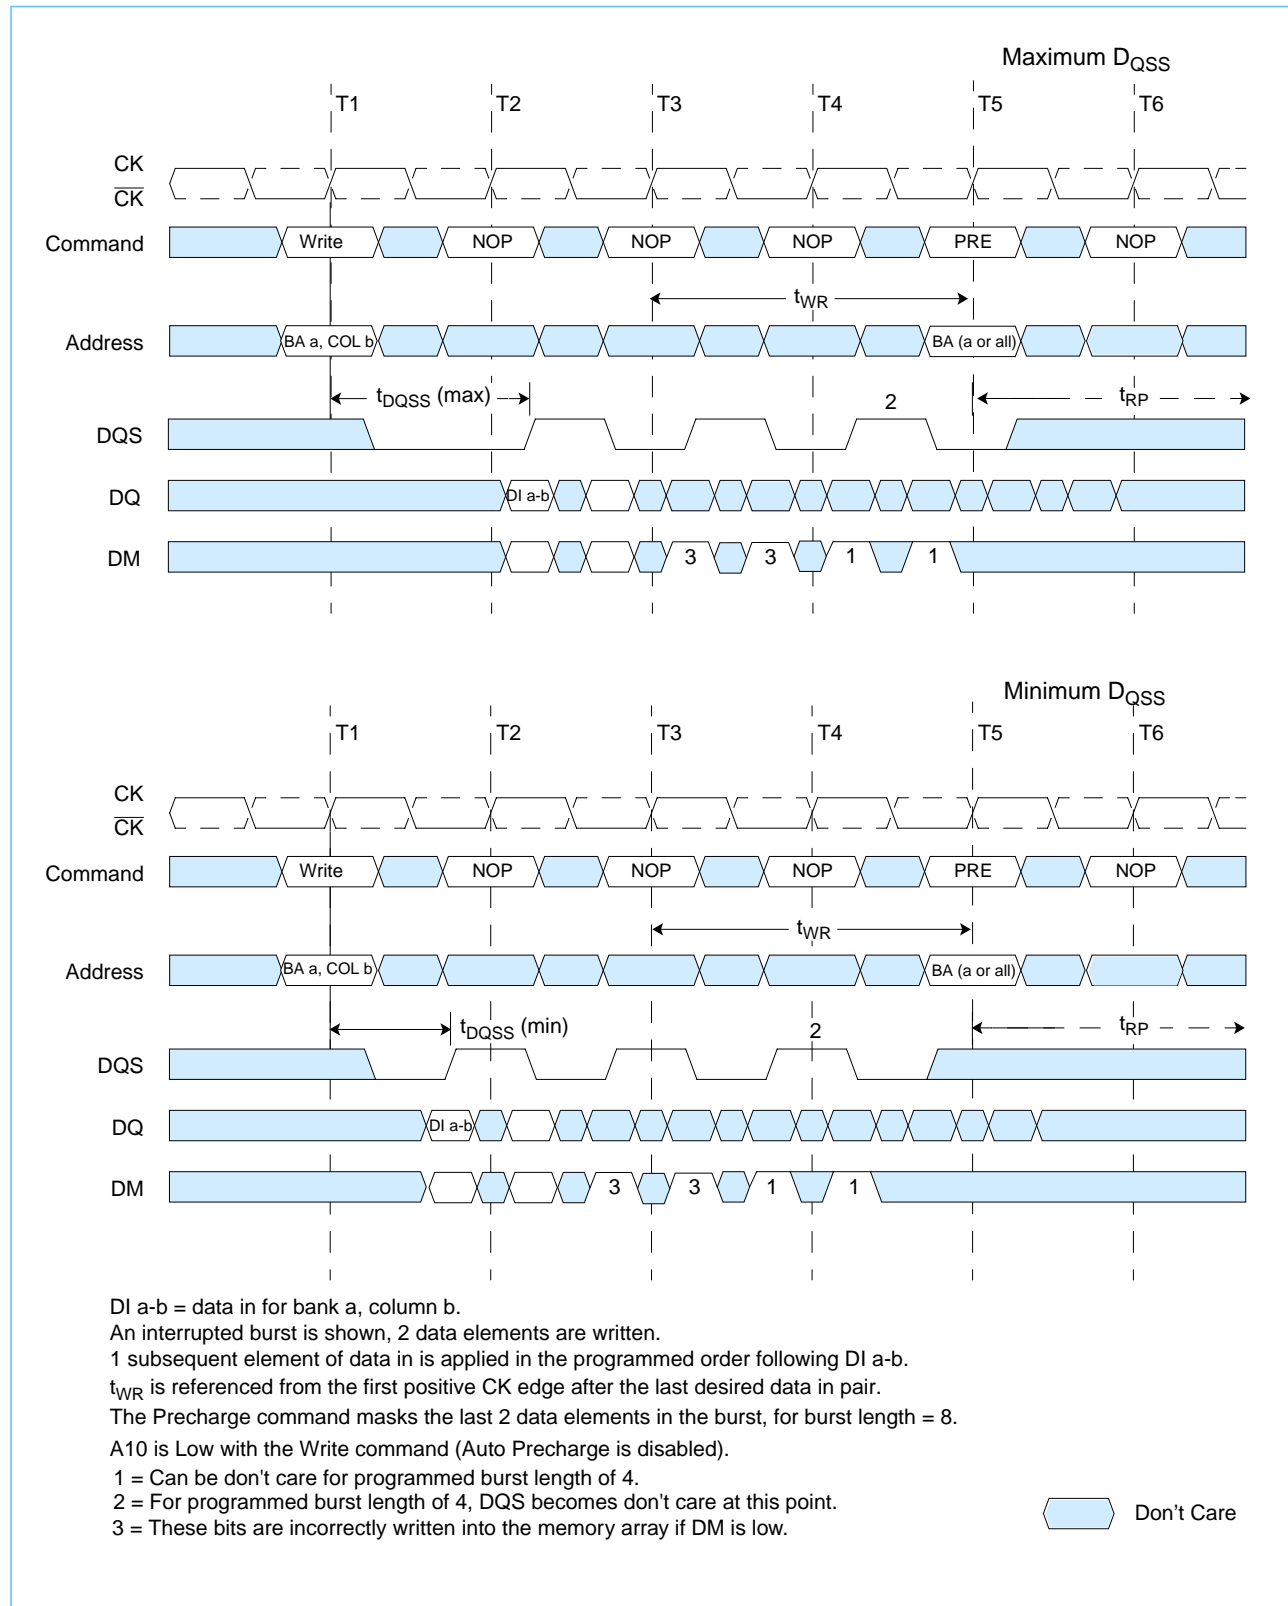 Maximum DQSS
T1 T2 T3 T4 T5 T6
CK
CK
Command Write NOP NOP NOP PRE NOP
tWR
Address BA a, COL b BA (a or all)
tDQSS (max) 2 tRP
DQS
DQ DI a-b
DM 3 3 1 1
Minimum DQSS
T1 T2 T3 T4 T5 T6
CK
CK
Command Write NOP NOP NOP PRE NOP
tWR
Address BA a, COL b BA (a or all)
tDQSS (min) 2 tRP
DQS
DQ DI a-b
DM 3 3 1 1
DI a-b = data in for bank a, column b.
An interrupted burst is shown, 2 data elements are written.
1 subsequent element of data in is applied in the programmed order following DI a-b.
tWR is referenced from the first positive CK edge after the last desired data in pair.
The Precharge command masks the last 2 data elements in the burst, for burst length = 8.
A10 is Low with the Write command (Auto Precharge is disabled).
1 = Can be don't care for programmed burst length of 4.
2 = For programmed burst length of 4, DQS becomes don't care at this point.
3 = These bits are incorrectly written into the memory array if DM is low.
Don't Care